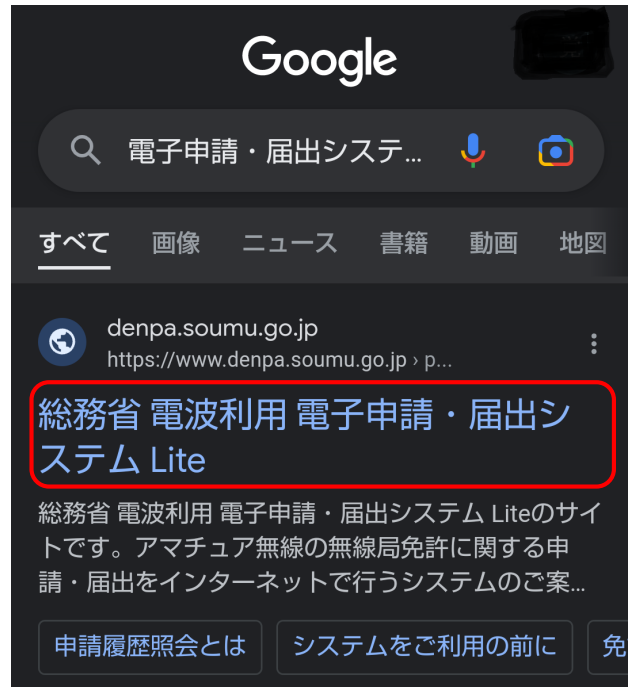 Google
電子申請・届出システ...
すべて 画像 ニュース 書籍 動画 地図
denpa.soumu.go.jp
https://www.denpa.soumu.go.jp › p...
総務省 電波利用 電子申請・届出シ
ステム Lite
総務省 電波利用 電子申請・届出システム Liteのサイ
トです。アマチュア無線の無線局免許に関する申
請・届出をインターネットで行うシステムのご案...
申請履歴照会とは システムをご利用の前に 免